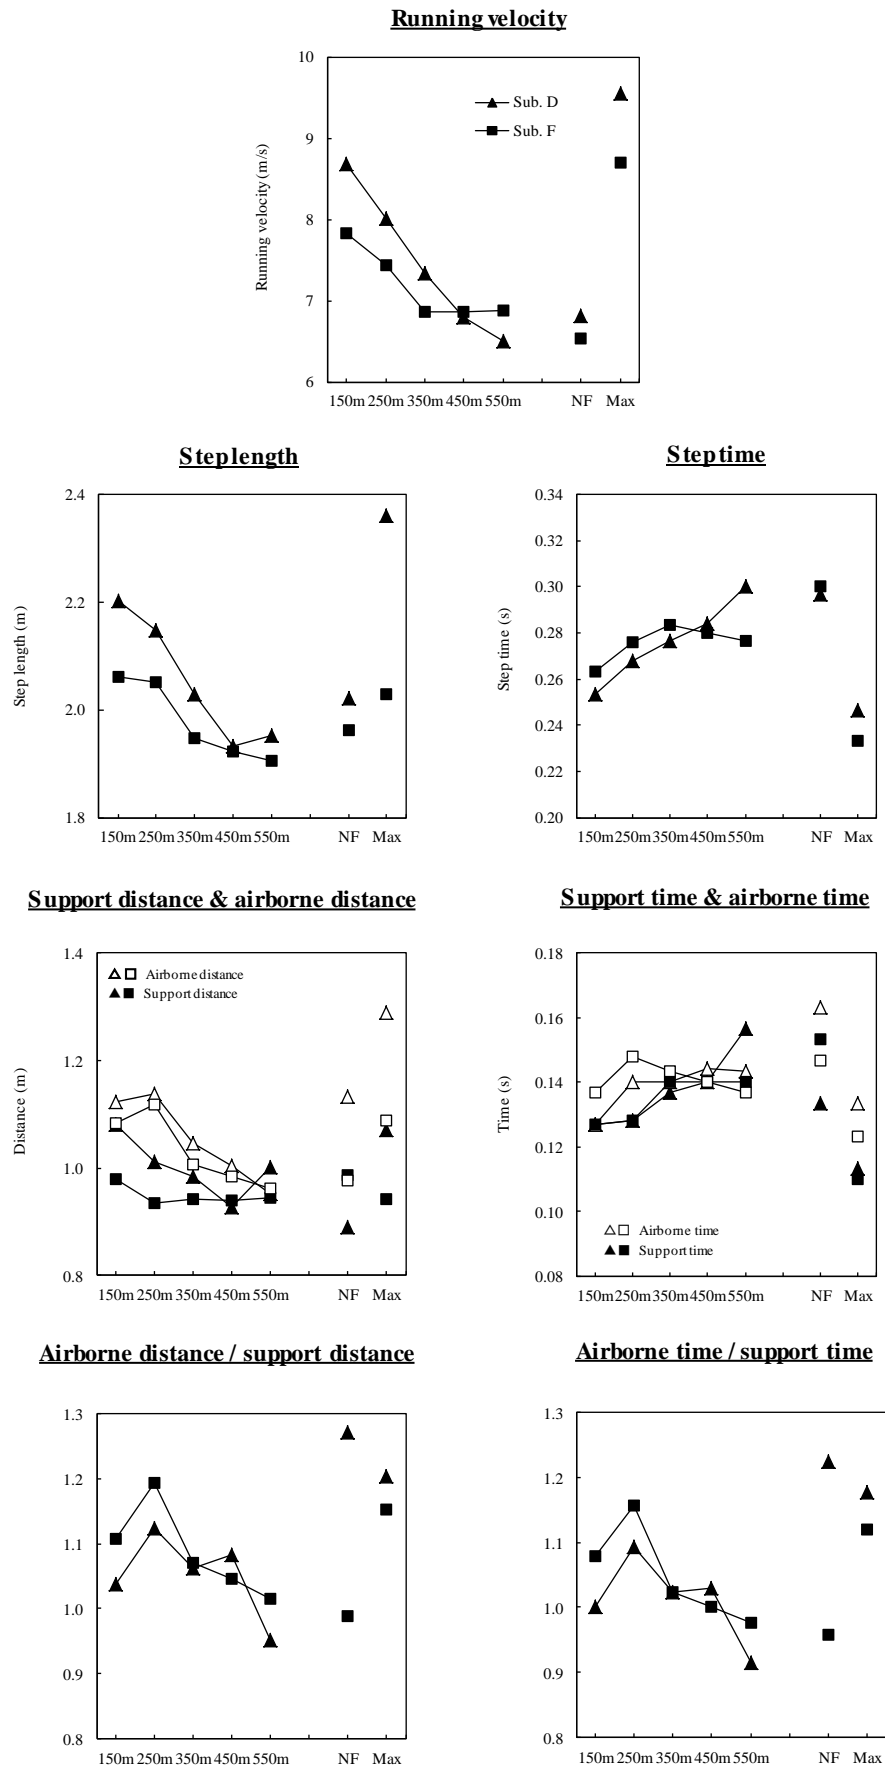 Running velocity
10
9
8
7
6
Running velocity (m/s)
Sub. D
Sub. F
150m 250m 350m 450m 550m NF Max
Step length
2.4
2.2
2.0
1.8
Step length (m)
150m 250m 350m 450m 550m NF Max
Step time
0.34
0.32
0.30
0.28
0.26
0.24
0.22
0.20
Step time (s)
150m 250m 350m 450m 550m NF Max
Support distance & airborne distance
1.4
1.2
1.0
0.8
Distance (m)
Airborne distance
Support distance
150m 250m 350m 450m 550m NF Max
Support time & airborne time
0.18
0.16
0.14
0.12
0.10
0.08
Time (s)
Airborne time
Support time
150m 250m 350m 450m 550m NF Max
Airborne distance / support distance
1.3
1.2
1.1
1.0
0.9
0.8
150m 250m 350m 450m 550m NF Max
Airborne time / support time
1.3
1.2
1.1
1.0
0.9
0.8
150m 250m 350m 450m 550m NF Max